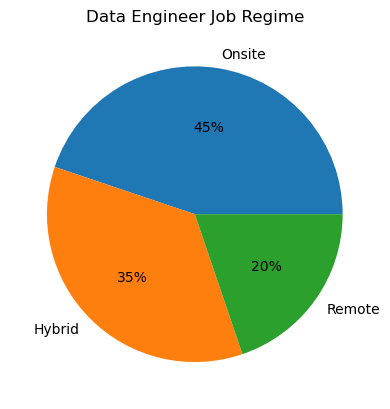 Data Engineer Job Regime
Onsite
45%
35%
20%
Hybrid
Remote